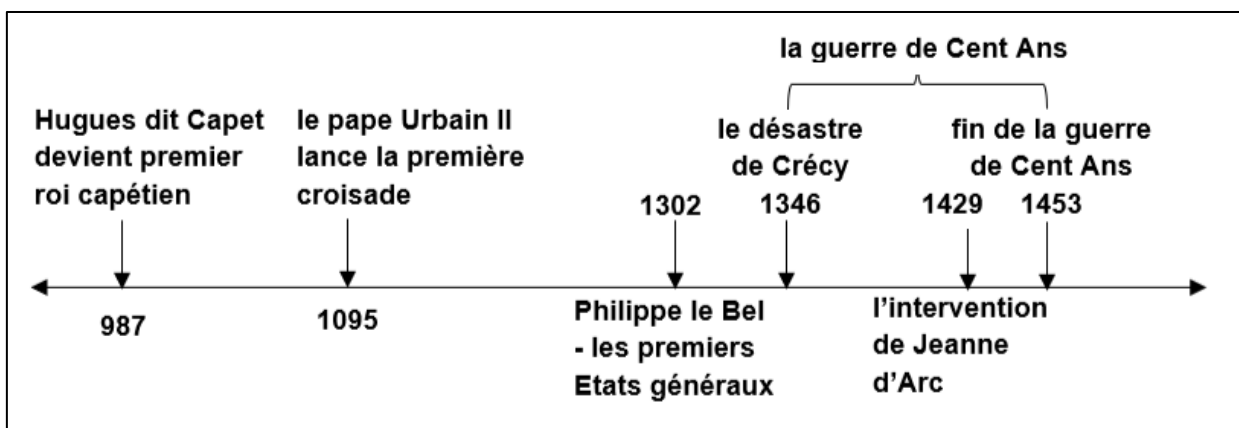 la guerre de Cent Ans
Hugues dit Capet
devient premier
roi capétien
987
le pape Urbain II
lance la première
croisade
1095
1302
Philippe le Bel
- les premiers
Etats généraux
le désastre
de Crécy
1346
1429
l’intervention
de Jeanne
d’Arc
fin de la guerre
de Cent Ans
1453